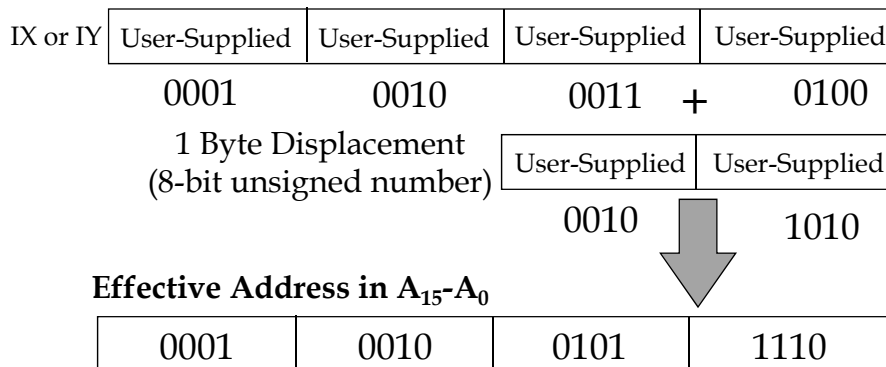 IX or IY User-Supplied User-Supplied User-Supplied User-Supplied
0001 0010 0011 + 0100
1 Byte Displacement
(8-bit unsigned number)
User-Supplied User-Supplied
0010 1010
Effective Address in A₁₅-A₀
0001 0010 0101 1110